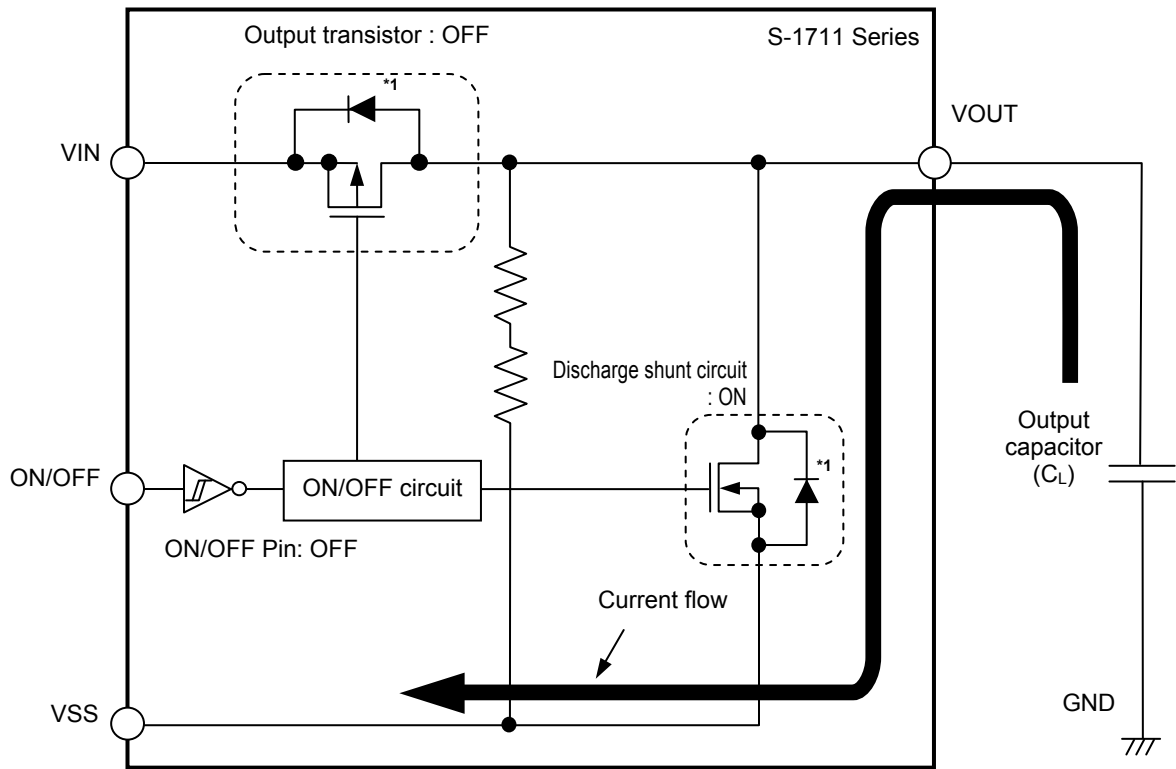 Output transistor : OFF
S-1711 Series
*1
VOUT
VIN
Discharge shunt circuit
: ON
*1
Output
capacitor
(CL)
ON/OFF
ON/OFF circuit
ON/OFF Pin: OFF
Current flow
VSS
GND